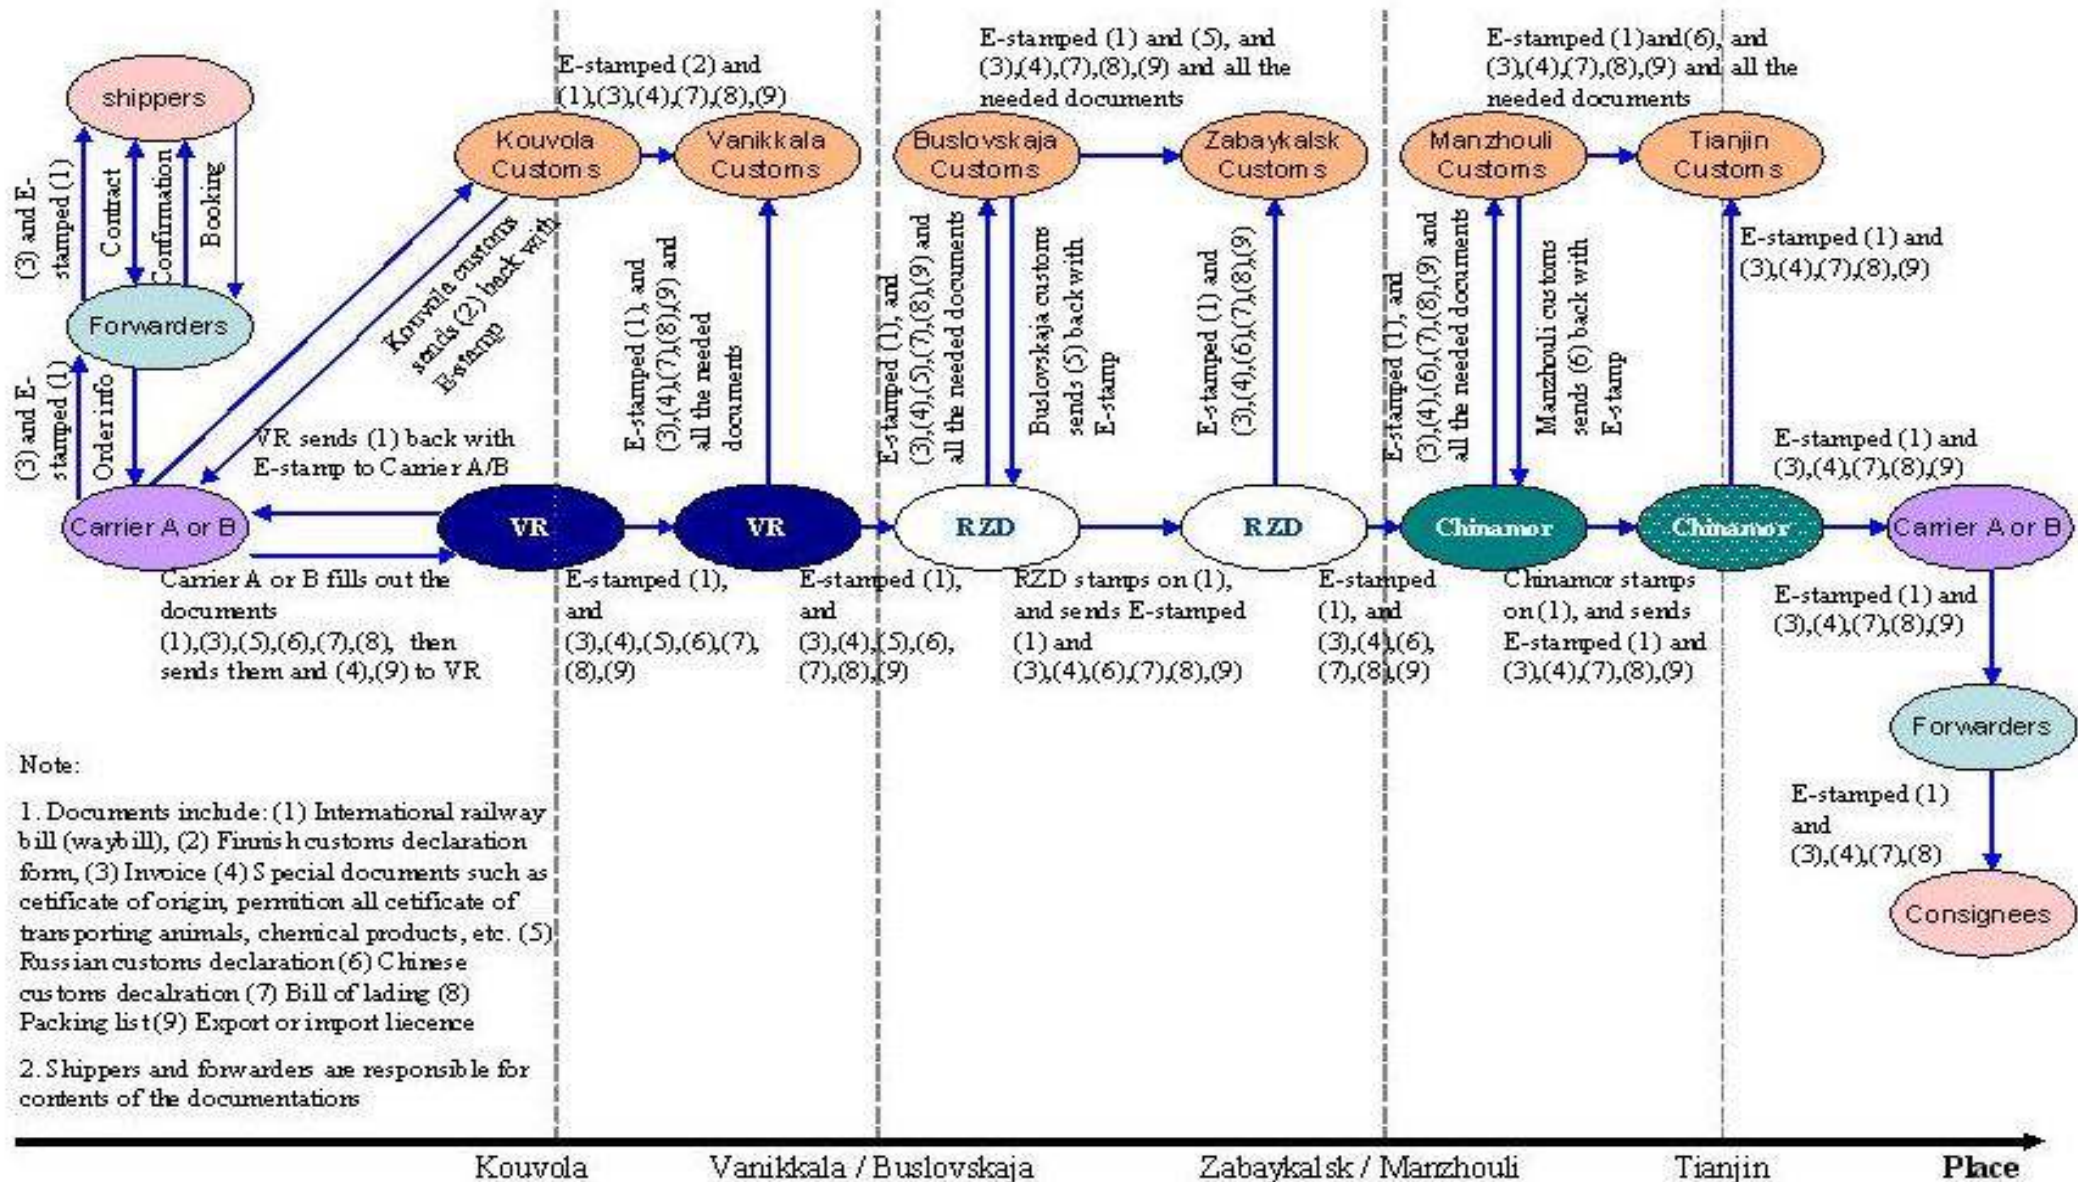 E-stamped (2) and
(1),(3),(4),(7),(8),(9)
E-stamped (1) and (5), and
(3),(4),(7),(8),(9) and all the
needed documents
E-stamped (1)and(6), and
(3),(4),(7),(8),(9) and all the
needed documents
shippers
Kouvola
Customs
Vanikkala
Customs
Buslovskaja
Customs
Zabaykalsk
Customs
Manzhouli
Customs
Tianjin
Customs
(3) and E-
stamped (1)
Contract
Confirmation
Booking
Forwarders
(3) and E-
stamped (1)
Order info
Kouvola customs
sends (2) back with
E-stamp
VR sends (1) back with
E-stamp to Carrier A/B
E-stamped (1), and
(3),(4),(7),(8),(9) and
all the needed
documents
E-stamped (1), and
(3),(4),(5),(7),(8),(9) and
all the needed documents
Buslovskaja customs
sends (5) back with
E-stamp
E-stamped (1) and
(3),(4),(6),(7),(8),(9)
E-stamped (1), and
(3),(4),(6),(7),(8),(9) and
all the needed documents
Manzhouli customs
sends (6) back with
E-stamp
E-stamped (1) and
(3),(4),(7),(8),(9)
E-stamped (1) and
(3),(4),(7),(8),(9)
Carrier A or B
VR
VR
RZD
RZD
Chinamor
Chinamor
Carrier A or B
Carrier A or B fills out the
documents
(1),(3),(5),(6),(7),(8), then
sends them and (4),(9) to VR
E-stamped (1),
and
(3),(4),(5),(6),(7),
(8),(9)
E-stamped (1),
and
(3),(4),(5),(6),
(7),(8),(9)
RZD stamps on (1),
and sends E-stamped
(1) and
(3),(4),(6),(7),(8),(9)
E-stamped
(1), and
(3),(4),(6),
(7),(8),(9)
Chinamor stamps
on (1), and sends
E-stamped (1) and
(3),(4),(7),(8),(9)
E-stamped (1) and
(3),(4),(7),(8),(9)
Forwarders
E-stamped (1)
and
(3),(4),(7),(8)
Consignees
Note:
1. Documents include: (1) International railway
bill (waybill), (2) Finnish customs declaration
form, (3) Invoice (4) Special documents such as
cetificate of origin, permition all cetificate of
transporting animals, chemical products, etc. (5)
Russian customs declaration (6) Chinese
customs decalration (7) Bill of lading (8)
Packing list (9) Export or import liecence
2. Shippers and forwarders are responsible for
contents of the documentations
Kouvola
Vanikkala / Buslovskaja
Zabaykalsk / Manzhouli
Tianjin
Place